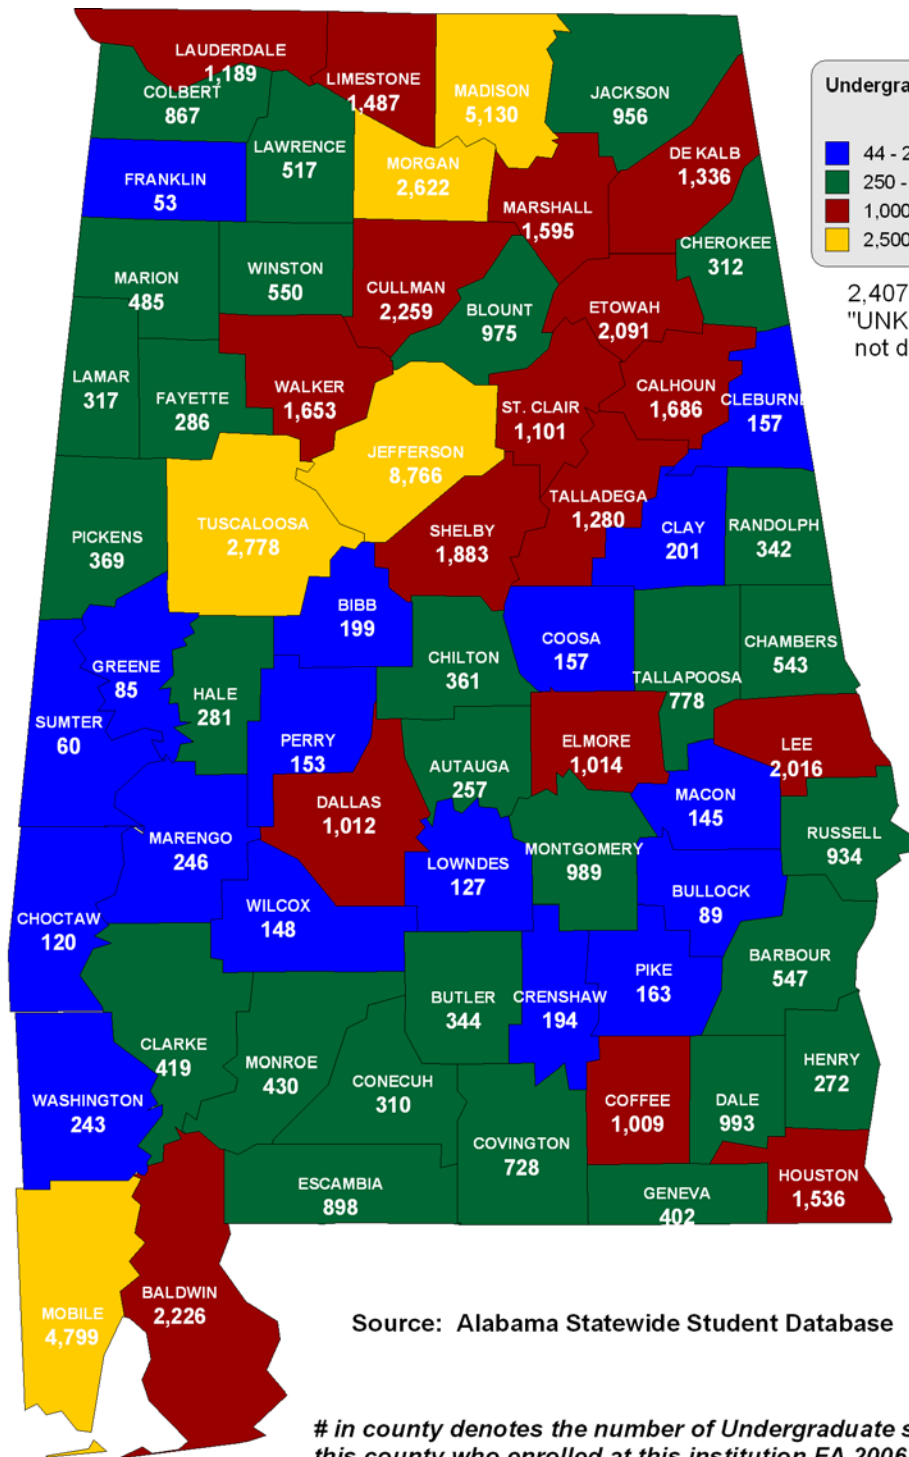 LAUDERDALE
1,189
LIMESTONE
1,487
MADISON
5,130
JACKSON
956
COLBERT
867
LAWRENCE
517
FRANKLIN
53
MORGAN
2,622
DE KALB
1,336
MARSHALL
1,595
CHEROKEE
312
MARION
485
WINSTON
550
CULLMAN
2,259
BLOUNT
975
ETOWAH
2,091
LAMAR
317
FAYETTE
286
WALKER
1,653
ST. CLAIR
1,101
CALHOUN
1,686
CLEBURNE
157
JEFFERSON
8,766
PICKENS
369
TUSCALOOSA
2,778
SHELBY
1,883
TALLADEGA
1,280
CLAY
201
RANDOLPH
342
BIBB
199
GREENE
85
HALE
281
CHILTON
361
COOSA
157
TALLAPOOSA
778
CHAMBERS
543
SUMTER
60
PERRY
153
AUTAUGA
257
ELMORE
1,014
LEE
2,016
MACON
145
DALLAS
1,012
MARENGO
246
LOWNDES
127
MONTGOMERY
989
RUSSELL
934
BULLOCK
89
CHOCTAW
120
WILCOX
148
BARBOUR
547
BUTLER
344
CRENSHAW
194
PIKE
163
CLARKE
419
MONROE
430
CONECUH
310
HENRY
272
WASHINGTON
243
COFFEE
1,009
DALE
993
COVINGTON
728
ESCAMBIA
898
GENEVA
402
HOUSTON
1,536
MOBILE
4,799
BALDWIN
2,226
Undergra
44 - 2
250 -
1,000
2,500
2,407
"UNK
not d
Source: Alabama Statewide Student Database
# in county denotes the number of Undergraduate s
this county who enrolled at this institution FA 2006